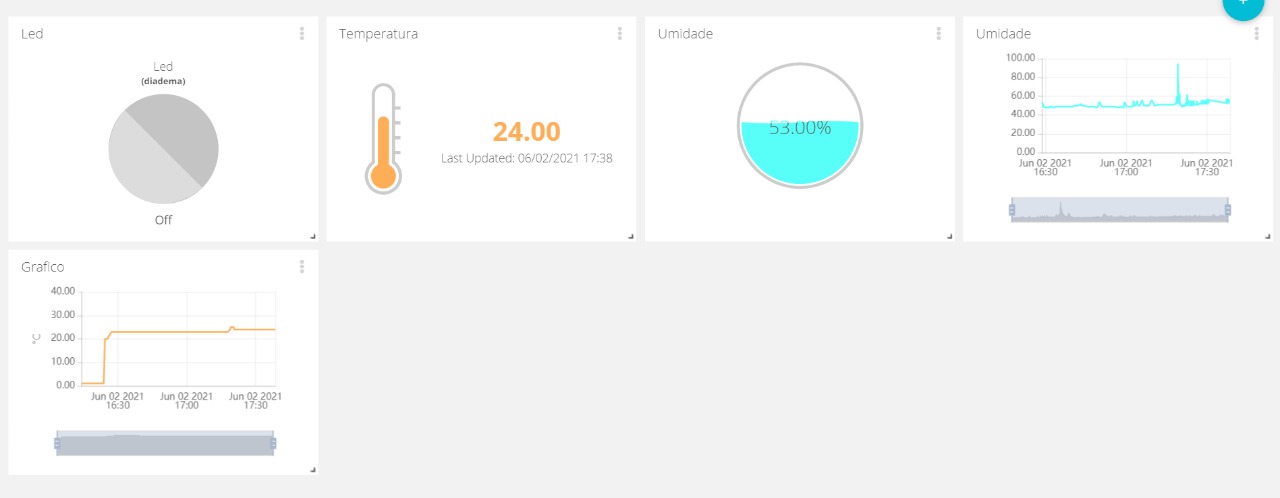 Led
Led
(diadema)
Off
Temperatura
24.00
Last Updated: 06/02/2021 17:38
Umidade
53.00%
Umidade
100.00
80.00
60.00
40.00
20.00
0.00
Jun 02 2021 Jun 02 2021 Jun 02 2021
16:30 17:00 17:30
Grafico
°C
40.00
30.00
20.00
10.00
0.00
Jun 02 2021 Jun 02 2021 Jun 02 2021
16:30 17:00 17:30